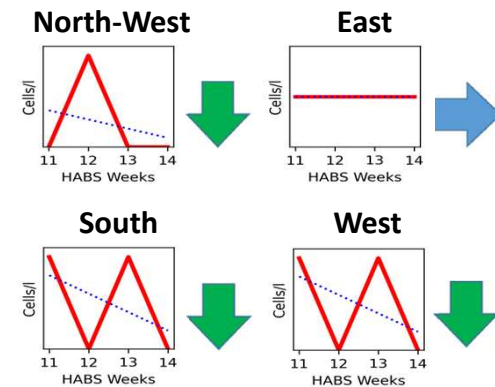 North-West
Cells/l
11 12 13 14
HABS Weeks
East
Cells/l
11 12 13 14
HABS Weeks
South
Cells/l
11 12 13 14
HABS Weeks
West
Cells/l
11 12 13 14
HABS Weeks